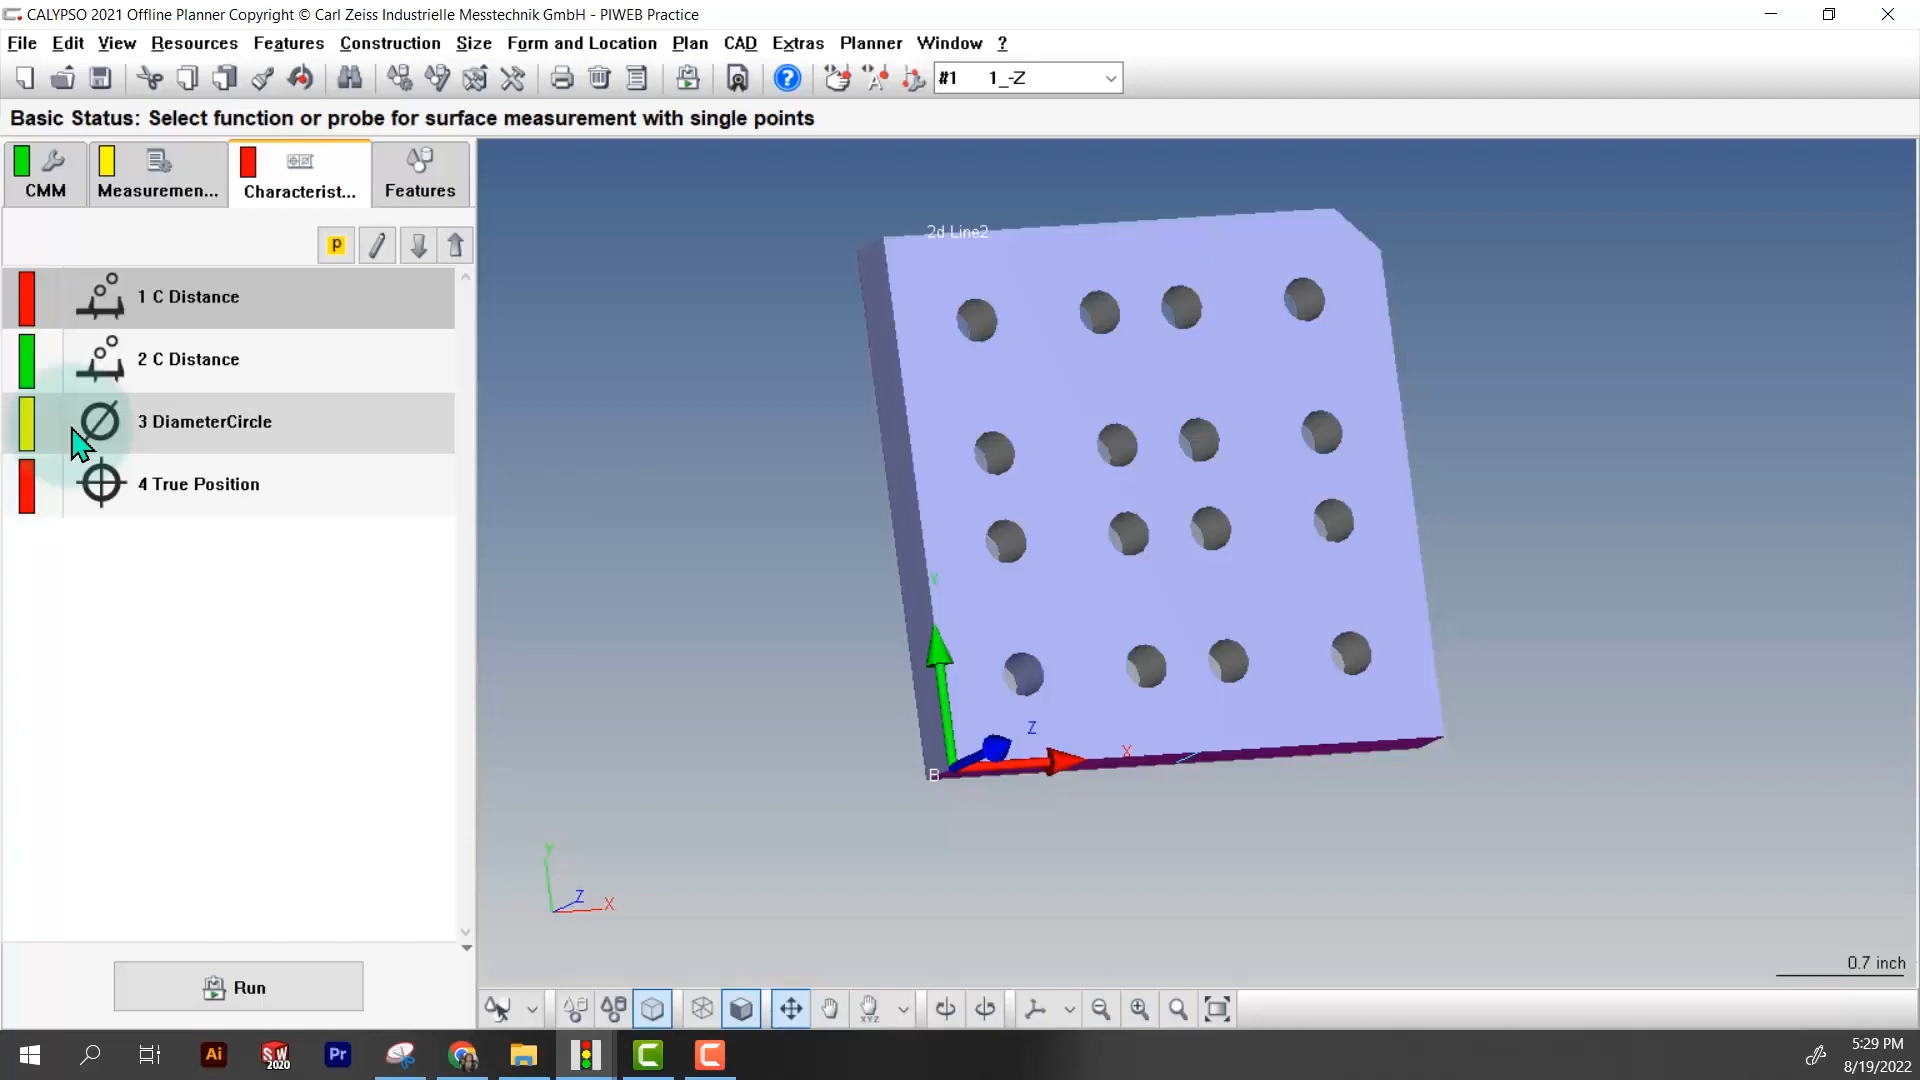 CALYPSO 2021 Offline Planner Copyright © Carl Zeiss Industrielle Messtechnik GmbH - PIWEB Practice
File Edit View Resources Features Construction Size Form and Location Plan CAD Extras Planner Window ?
#1 1_-Z
Basic Status: Select function or probe for surface measurement with single points
CMM Measuremen... Characterist... Features
p
1 C Distance
2 C Distance
3 DiameterCircle
4 True Position
2d Line2
Y
Z
X
B
Y
Z
X
0.7 inch
Run
XYZ
Ai
SW
2020
Pr
5:29 PM
8/19/2022